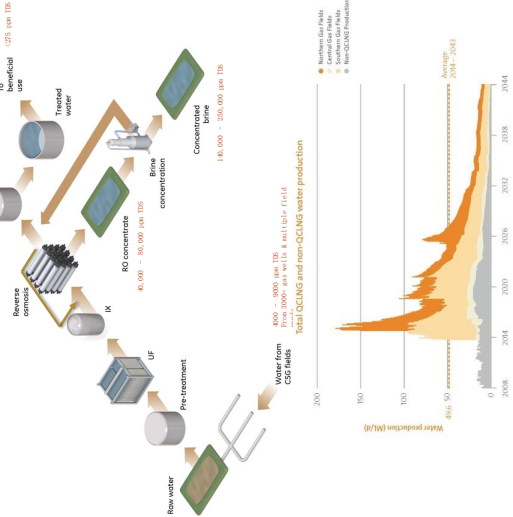 <275 ppm TDS
To
beneficial
use
Treated
water
Reverse
osmosis
Brine
concentration
Concentrated
brine
140,000 - 250,000 ppm TDS
RO concentrate
40,000 - 80,000 ppm TDS
IX
UF
Pre-treatment
Raw water
Water from
CSG fields
4000 - 9000 ppm TDS
From 3000+ gas wells & multiple field
Total QCLNG and non-QCLNG water production
Northern Gas Fields
Central Gas Fields
Southern Gas Fields
Non-QCLNG Production
Average
2014 – 2043
Water production (ML/d)
200
150
100
50
49.6
0
2008
2014
2020
2026
2032
2038
2044